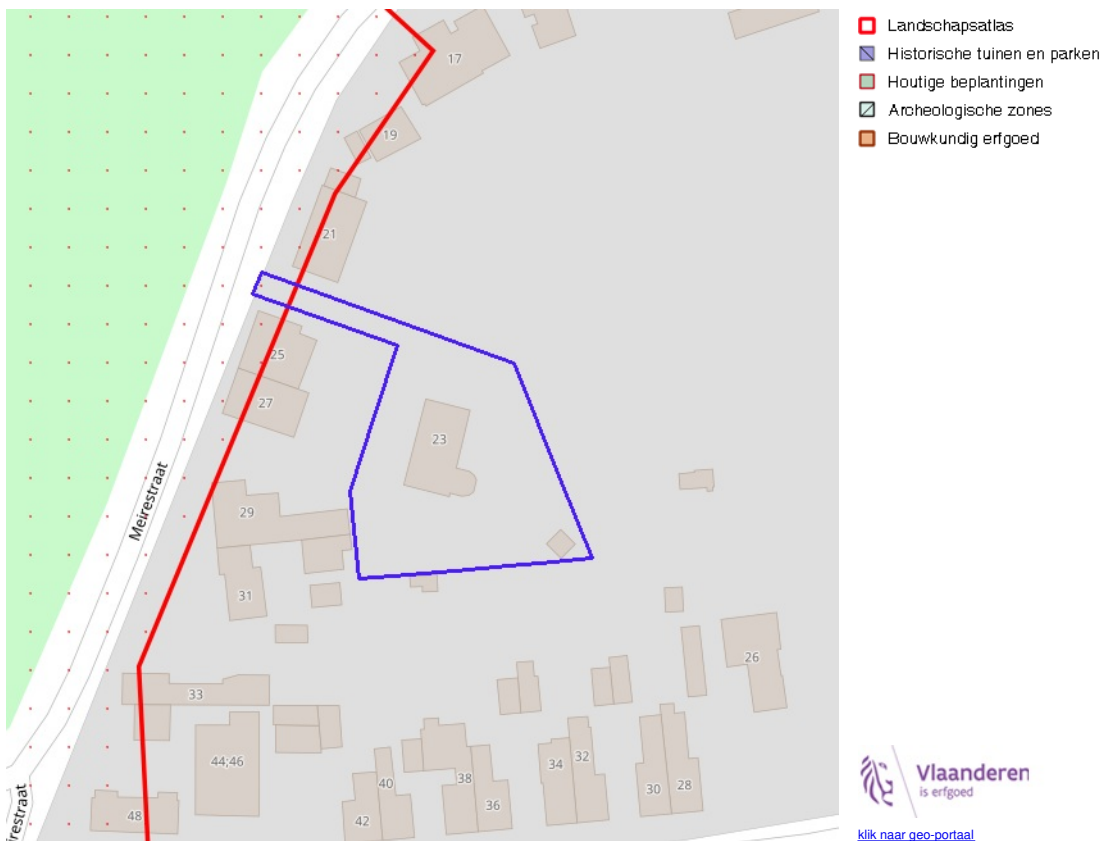 17
19
21
25
27
23
29
31
33
44;46
48
40
42
38
36
34
32
30
28
26
Meirestraat
irestraat
Landschapsatlas
Historische tuinen en parken
Houtige beplantingen
Archeologische zones
Bouwkundig erfgoed
Vlaanderen
is erfgoed
klik naar geo-portaal